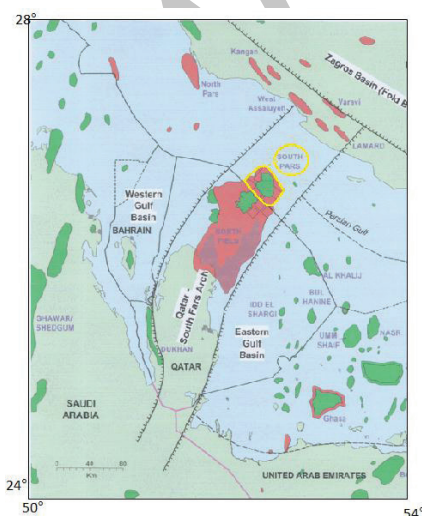 28°
Kangan
Zagros Basin (Fold B
North
Pars
West
Assaluyeh
Varavi
LAMARD
SOUTH
PARS
Western
Gulf
Basin
BAHRAIN
Persian Gulf
NORTH
FIELD
AL KHALIJ
BUL
HANINE
IDD EL
SHARGI
GHAWAR/
SHEDGUM
Qatar -
South Fars Arch
Eastern
Gulf
Basin
UMM
SHAIF
NASR
DUKHAN
QATAR
SAUDI
ARABIA
Ghasa
0 40 80
Km
UNITED ARAB EMIRATES
24°
50°
54°